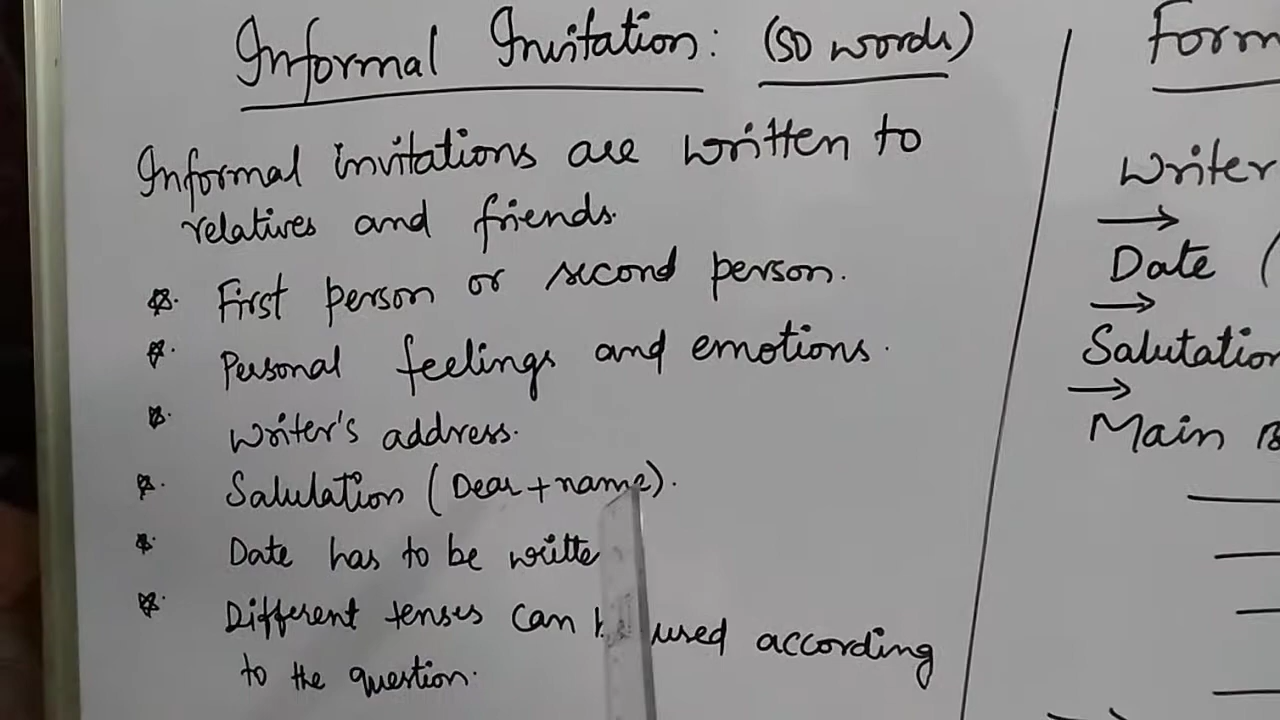 Informal Invitation: (50 words)
Informal invitations are written to
relatives and friends.
First person or second person.
Personal feelings and emotions.
Writer's address.
Salutation (Dear+name).
Date has to be writte
Different tenses can used according
to the question.
Form
Writer
Date (
Salutation
Main B